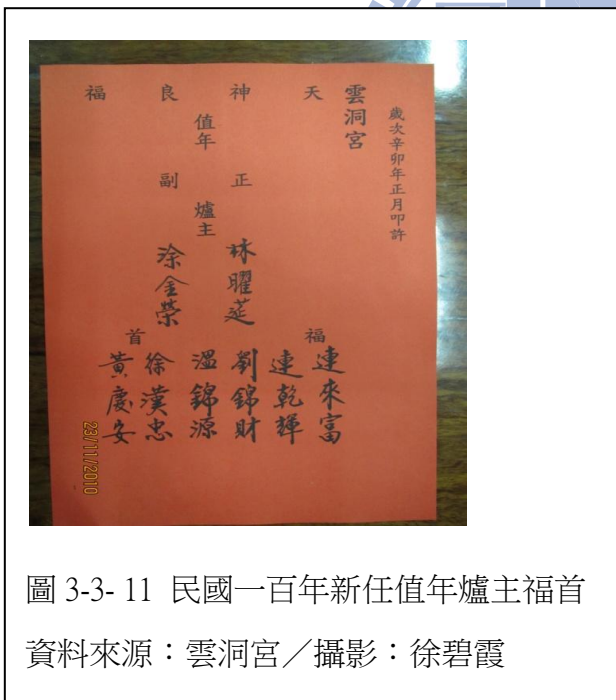 歲次辛卯年正月叩許
雲洞宮
天神良福
值年
正副
爐主
林曜莚
涂金榮
福首
連來富
連乾輝
劉錦財
溫錦源
徐漢忠
黃慶安
23/11/2010
圖 3-3- 11 民國一百年新任值年爐主福首
資料來源：雲洞宮／攝影：徐碧霞